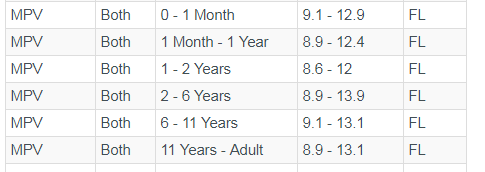 MPV Both 0 - 1 Month 9.1 - 12.9 FL
MPV Both 1 Month - 1 Year 8.9 - 12.4 FL
MPV Both 1 - 2 Years 8.6 - 12 FL
MPV Both 2 - 6 Years 8.9 - 13.9 FL
MPV Both 6 - 11 Years 9.1 - 13.1 FL
MPV Both 11 Years - Adult 8.9 - 13.1 FL